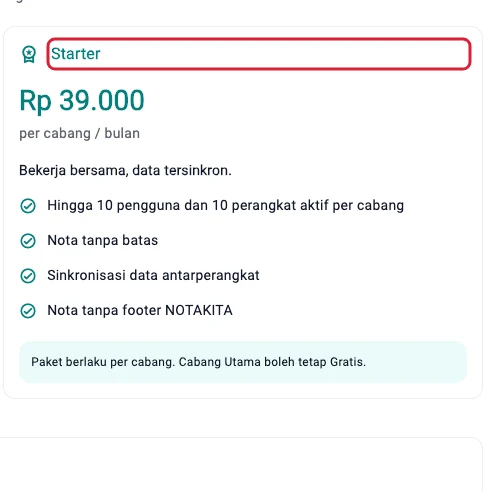 Starter
Rp 39.000
per cabang / bulan
Bekerja bersama, data tersinkron.
Hingga 10 pengguna dan 10 perangkat aktif per cabang
Nota tanpa batas
Sinkronisasi data antarperangkat
Nota tanpa footer NOTAKITA
Paket berlaku per cabang. Cabang Utama boleh tetap Gratis.